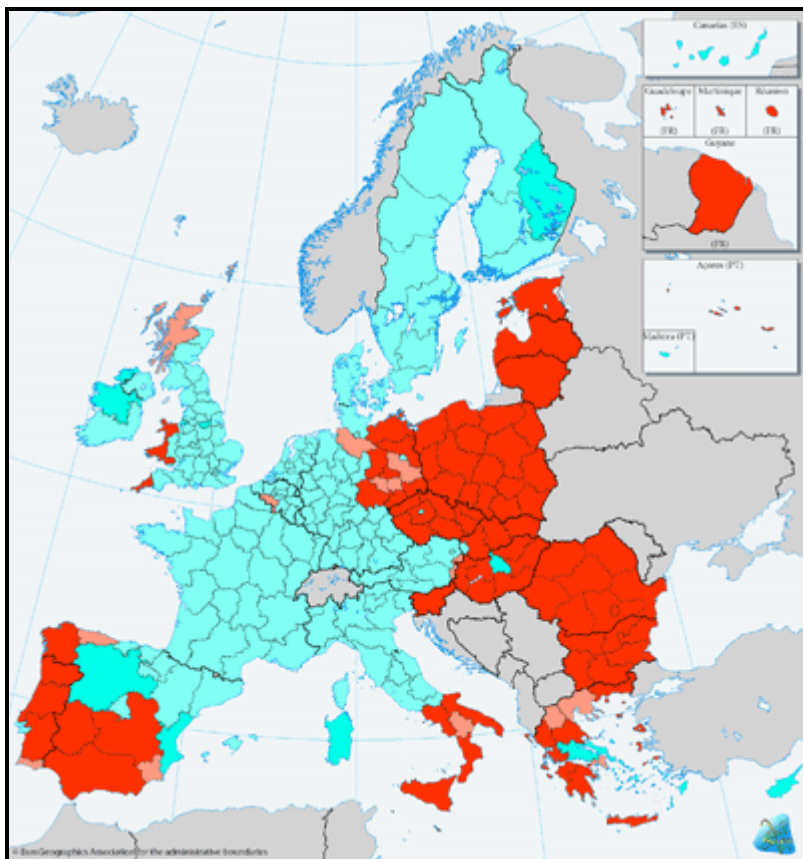 Canarias (ES)
Guadeloupe Martinique Réunion
(FR) (FR) (FR)
Guyane
(FR)
Açores (PT)
Madeira (PT)
© EuroGeographics Association for the administrative boundaries